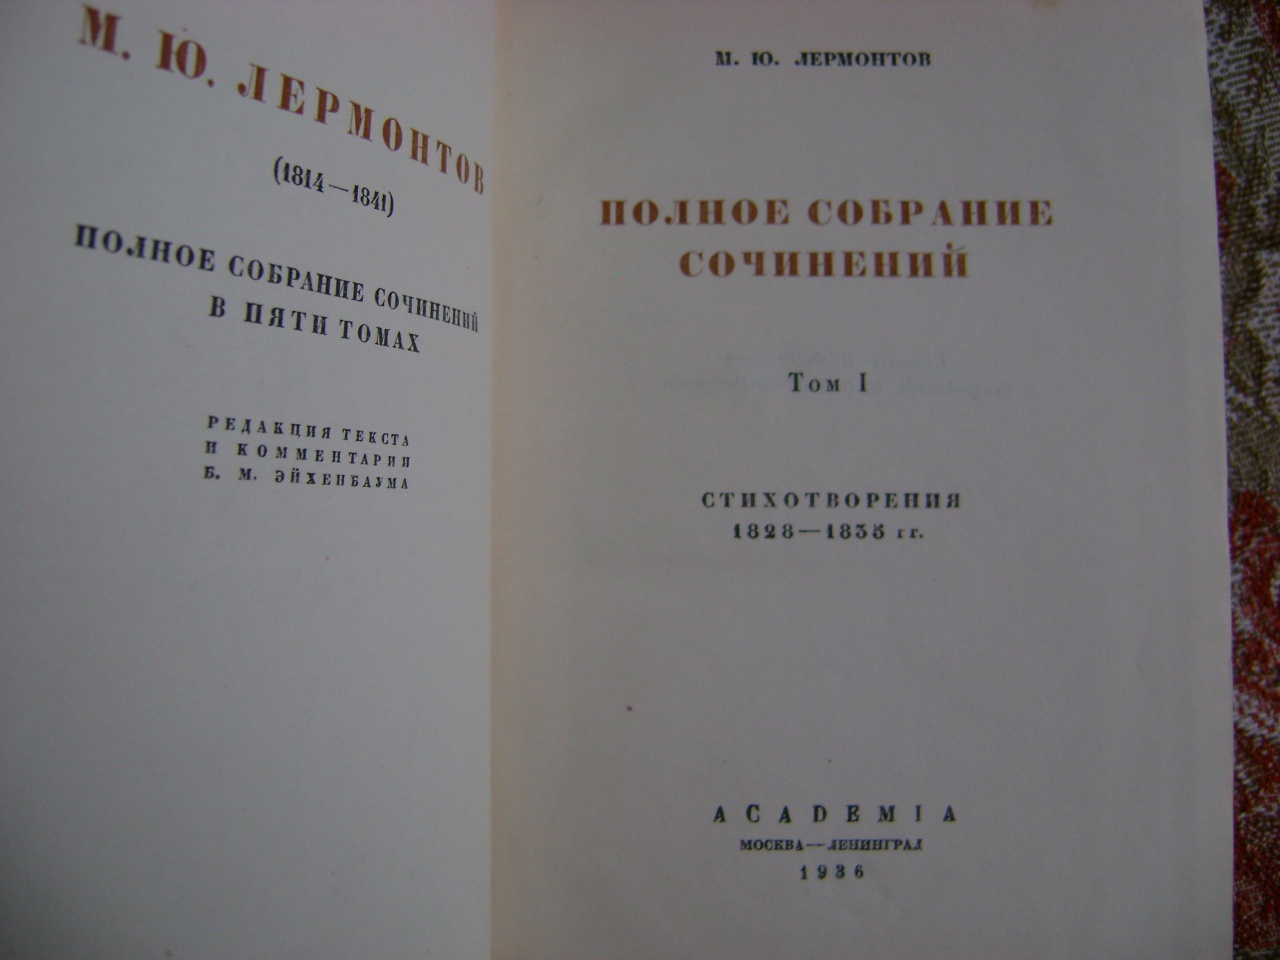 М. Ю. ЛЕРМОНТОВ
(1814—1841)
ПОЛНОЕ СОБРАНИЕ СОЧИНЕНИЙ
В ПЯТИ ТОМАХ
РЕДАКЦИЯ ТЕКСТА
И КОММЕНТАРИИ
Б. М. ЭЙХЕНБАУМА
М. Ю. ЛЕРМОНТОВ
ПОЛНОЕ СОБРАНИЕ
СОЧИНЕНИЙ
Том I
СТИХОТВОРЕНИЯ
1828—1835 гг.
ACADEMIA
МОСКВА—ЛЕНИНГРАД
1936